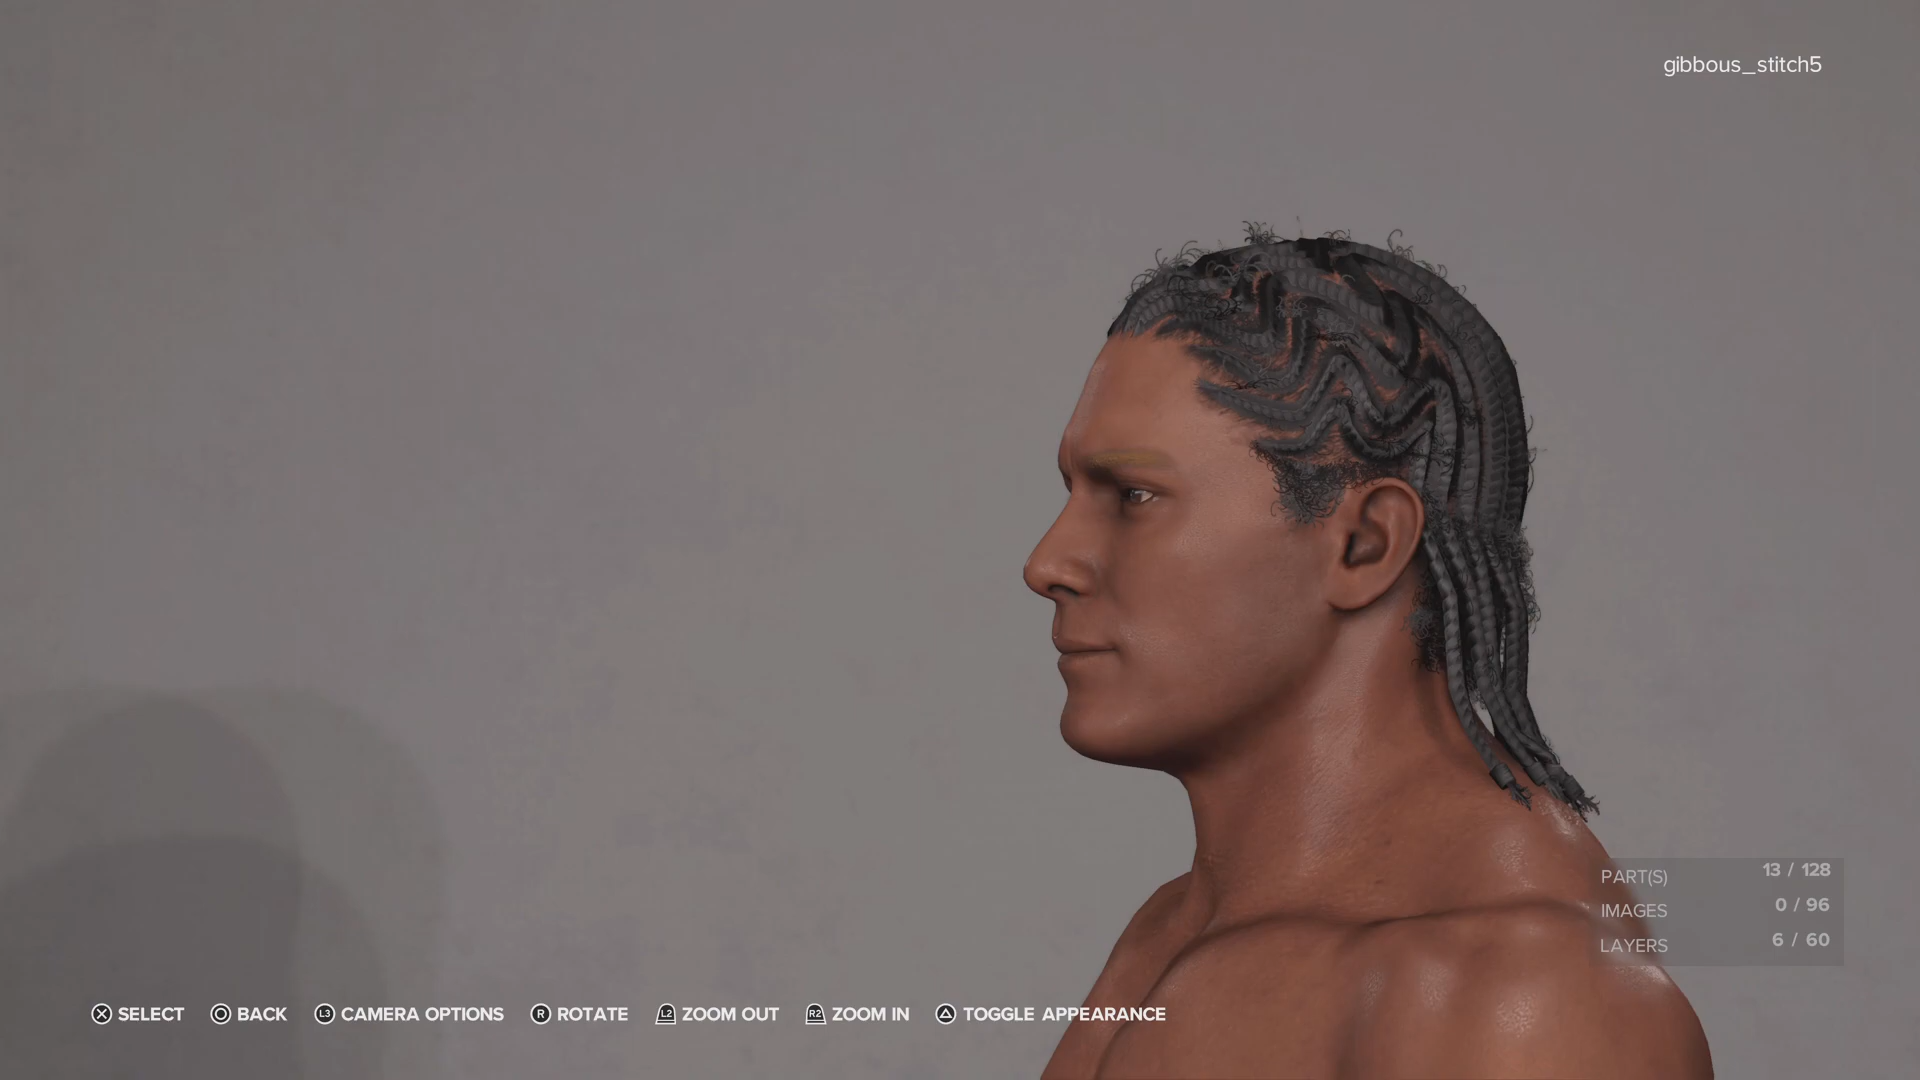 gibbous_stitch5
PART(S) 13 / 128
IMAGES 0 / 96
LAYERS 6 / 60
SELECT BACK L3 CAMERA OPTIONS R ROTATE L2 ZOOM OUT R2 ZOOM IN TOGGLE APPEARANCE